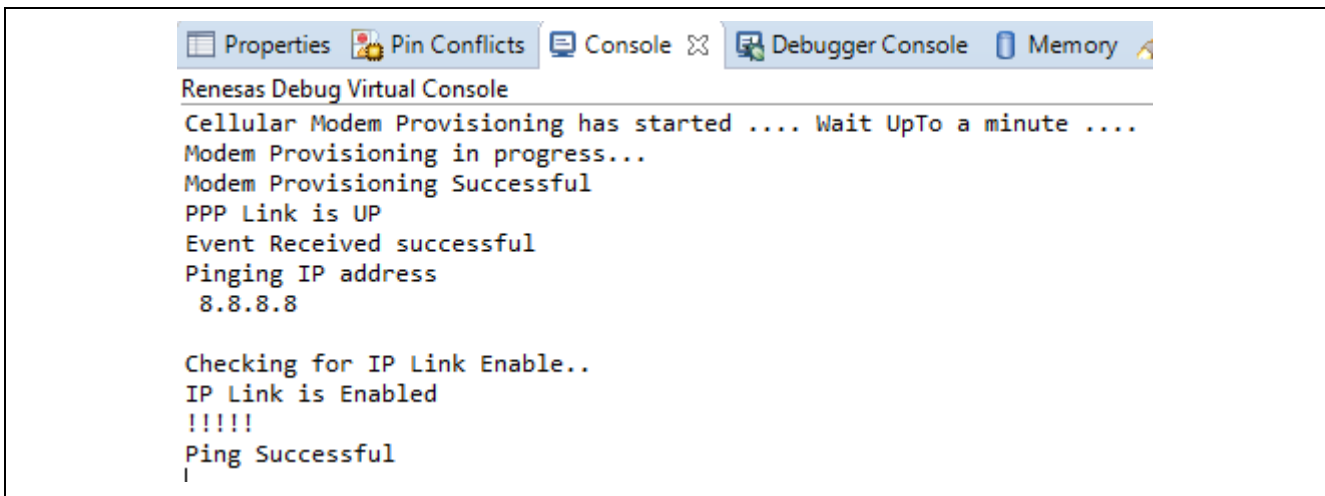 Properties Pin Conflicts Console Debugger Console Memory
Renesas Debug Virtual Console
Cellular Modem Provisioning has started .... Wait UpTo a minute ....
Modem Provisioning in progress...
Modem Provisioning Successful
PPP Link is UP
Event Received successful
Pinging IP address
8.8.8.8
Checking for IP Link Enable..
IP Link is Enabled
!!!!!
Ping Successful